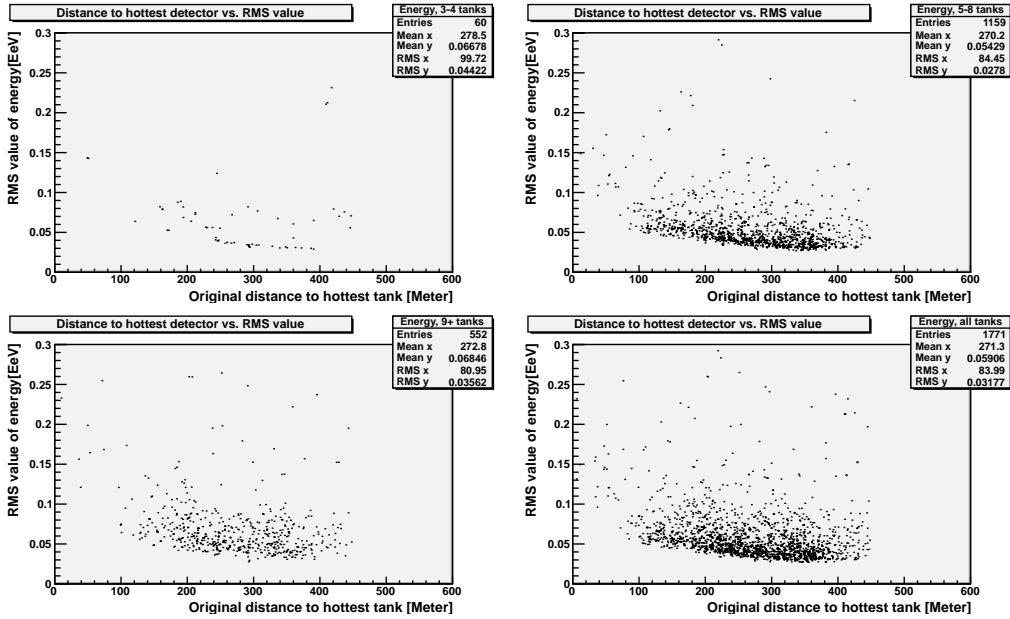 Distance to hottest detector vs. RMS value
Energy, 3-4 tanks
Entries 60
Mean x 278.5
Mean y 0.06678
RMS x 99.72
RMS y 0.04422
RMS value of energy[EeV]
0.3
0.25
0.2
0.15
0.1
0.05
0
0 100 200 300 400 500 600
Original distance to hottest tank [Meter]
Distance to hottest detector vs. RMS value
Energy, 5-8 tanks
Entries 1159
Mean x 270.2
Mean y 0.05429
RMS x 84.45
RMS y 0.0278
RMS value of energy[EeV]
0.3
0.25
0.2
0.15
0.1
0.05
0
0 100 200 300 400 500 600
Original distance to hottest tank [Meter]
Distance to hottest detector vs. RMS value
Energy, 9+ tanks
Entries 552
Mean x 272.8
Mean y 0.06846
RMS x 80.95
RMS y 0.03562
RMS value of energy[EeV]
0.3
0.25
0.2
0.15
0.1
0.05
0
0 100 200 300 400 500 600
Original distance to hottest tank [Meter]
Distance to hottest detector vs. RMS value
Energy, all tanks
Entries 1771
Mean x 271.3
Mean y 0.05906
RMS x 83.99
RMS y 0.03177
RMS value of energy[EeV]
0.3
0.25
0.2
0.15
0.1
0.05
0
0 100 200 300 400 500 600
Original distance to hottest tank [Meter]